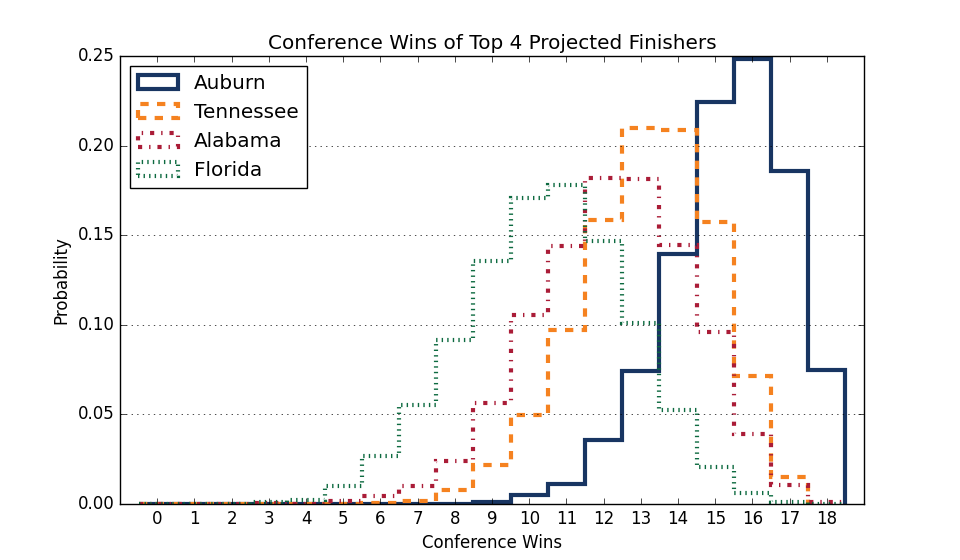 Conference Wins of Top 4 Projected Finishers
Auburn
Tennessee
Alabama
Florida
Probability
0.25
0.20
0.15
0.10
0.05
0.00
0 1 2 3 4 5 6 7 8 9 10 11 12 13 14 15 16 17 18
Conference Wins